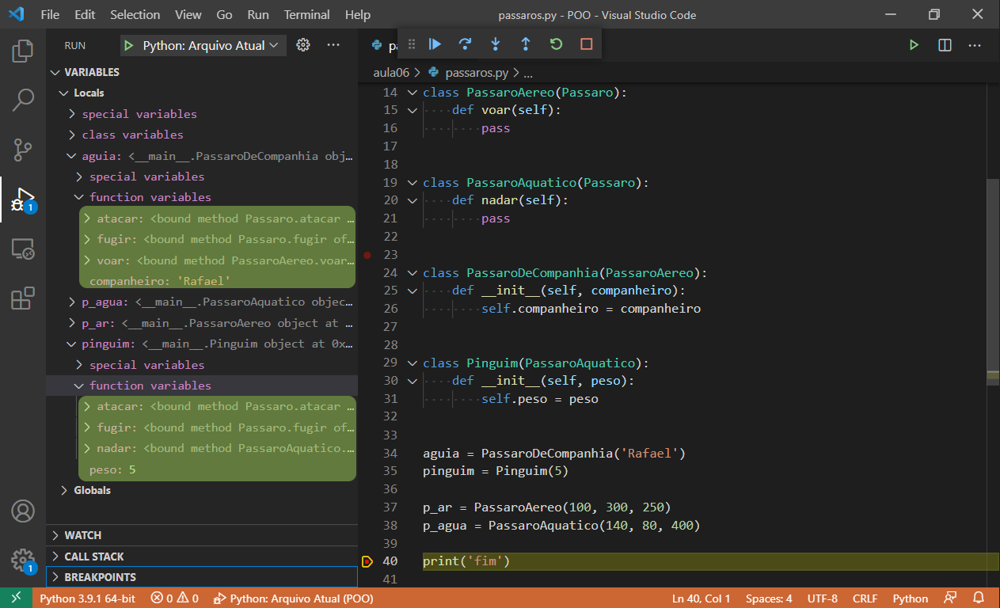 File Edit Selection View Go Run Terminal Help
passaros.py - POO - Visual Studio Code
RUN
Python: Arquivo Atual
VARIABLES
Locals
special variables
class variables
aguia: <__main__.PassaroDeCompanhia obj…
special variables
function variables
atacar: <bound method Passaro.atacar …
fugir: <bound method Passaro.fugir of…
voar: <bound method PassaroAereo.voar…
companheiro: 'Rafael'
p_agua: <__main__.PassaroAquatico objec…
p_ar: <__main__.PassaroAereo object at …
pinguim: <__main__.Pinguim object at 0x…
special variables
function variables
atacar: <bound method Passaro.atacar …
fugir: <bound method Passaro.fugir of…
nadar: <bound method PassaroAquatico.…
peso: 5
Globals
WATCH
CALL STACK
BREAKPOINTS
1
1
aula06 > passaros.py > ...
14 class PassaroAereo(Passaro):
15 def voar(self):
16 pass
17
18
19 class PassaroAquatico(Passaro):
20 def nadar(self):
21 pass
22
23
24 class PassaroDeCompanhia(PassaroAereo):
25 def __init__(self, companheiro):
26 self.companheiro = companheiro
27
28
29 class Pinguim(PassaroAquatico):
30 def __init__(self, peso):
31 self.peso = peso
32
33
34 aguia = PassaroDeCompanhia('Rafael')
35 pinguim = Pinguim(5)
36
37 p_ar = PassaroAereo(100, 300, 250)
38 p_agua = PassaroAquatico(140, 80, 400)
39
40 print('fim')
41
Python 3.9.1 64-bit 0 0 Python: Arquivo Atual (POO) Ln 40, Col 1 Spaces: 4 UTF-8 CRLF Python